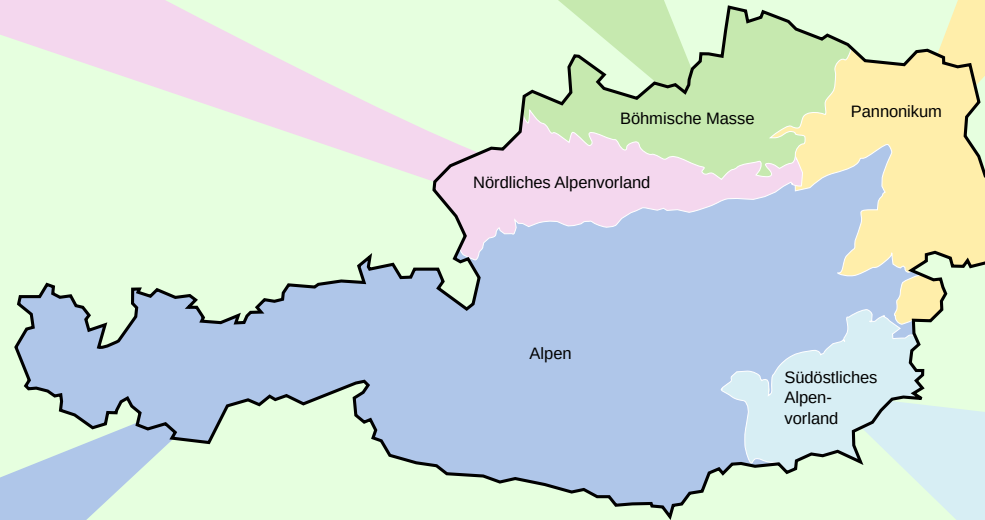 Böhmische Masse
Pannonikum
Nördliches Alpenvorland
Alpen
Südöstliches
Alpen-
vorland